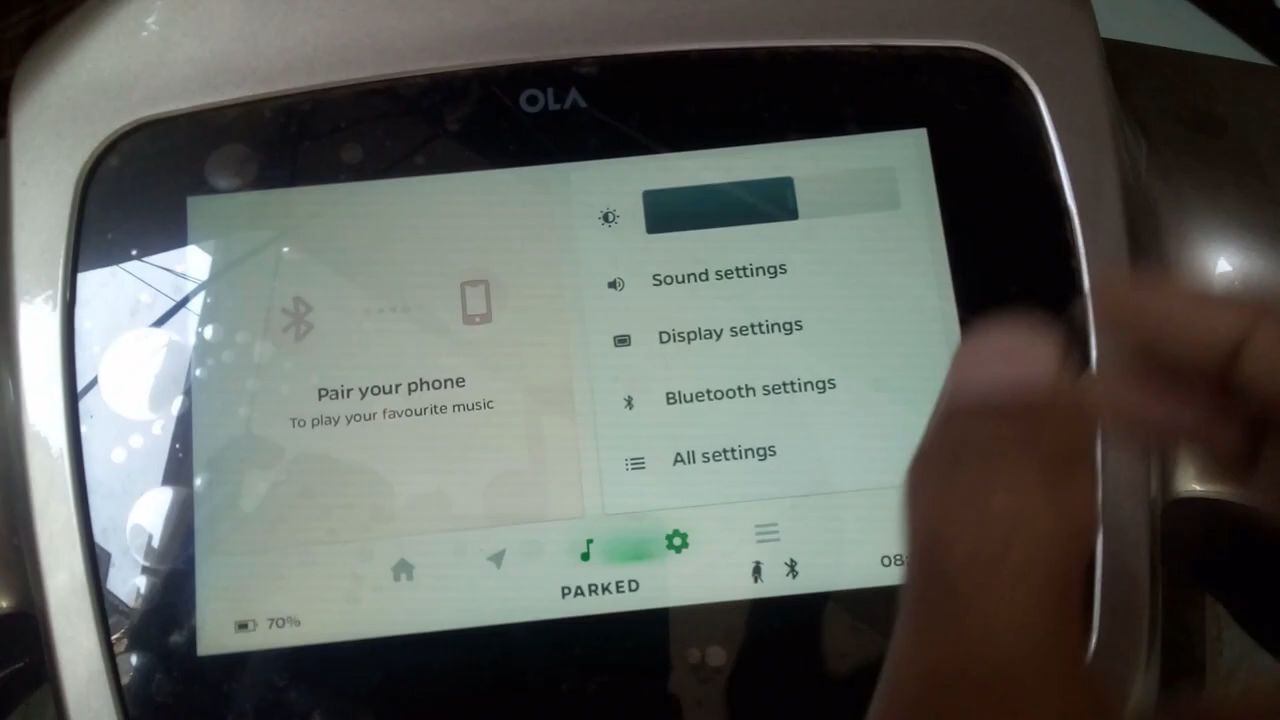 OLA
Pair your phone
To play your favourite music
Sound settings
Display settings
Bluetooth settings
All settings
PARKED
70%
08: